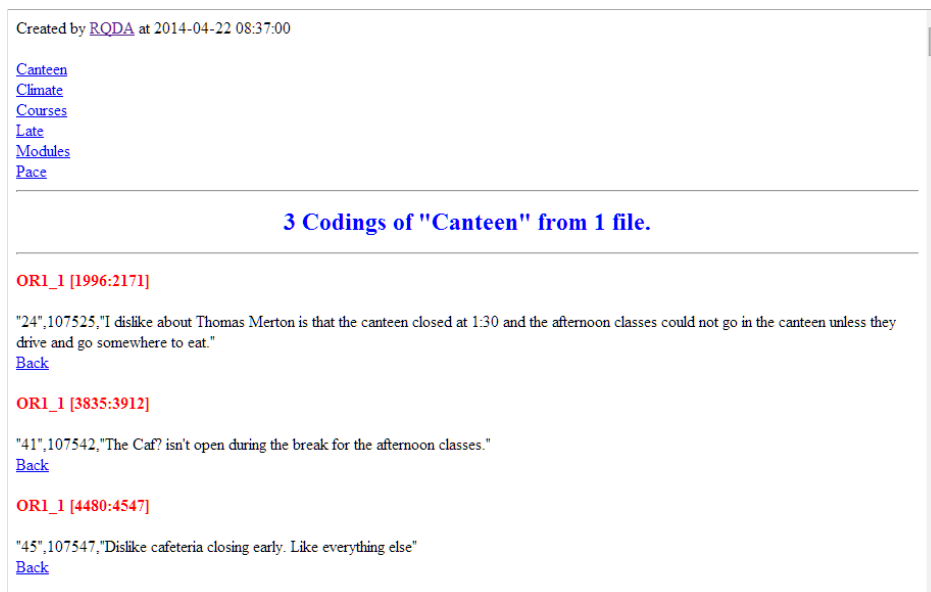 Created by RQDA at 2014-04-22 08:37:00
Canteen
Climate
Courses
Late
Modules
Pace
3 Codings of "Canteen" from 1 file.
OR1_1 [1996:2171]
"24",107525,"I dislike about Thomas Merton is that the canteen closed at 1:30 and the afternoon classes could not go in the canteen unless they
drive and go somewhere to eat."
Back
OR1_1 [3835:3912]
"41",107542,"The Caf? isn't open during the break for the afternoon classes."
Back
OR1_1 [4480:4547]
"45",107547,"Dislike cafeteria closing early. Like everything else"
Back